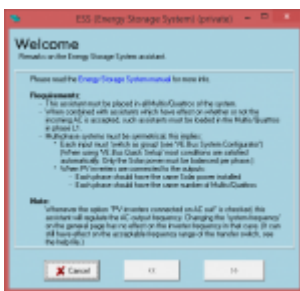 ESS (Energy Storage System) (private)
Welcome
Remarks on the Energy Storage System assistant
Please read the Energy Storage System manual for more info.
Requirements:
- This assistant must be placed in all Multis/Quattros of the system.
- When combined with assistants which have effect on whether or not the
incoming AC is accepted, such assistants must be loaded in the Multis/Quattro
in phase L1.
- Multiphase systems must be symmetrical, this implies:
* Each input must 'switch as group' (see 'VE.Bus System Configurator')
(When using 'VE.Bus Quick Setup' most conditions are satisfied
automatically. Only the Solar power must be balanced per phase.)
* When PV inverters are connected to the outputs:
- Each phase should have the same Solar power installed
- Each phase should have the same number of Multis/Quattros
Note:
Whenever the option "PV inverters connected on AC out" is checked, this
assistant will regulate the AC output frequency. Changing the 'system frequency'
on the general page has no effect on the inverter frequency in that case. (It can
still have effect on the acceptable frequency range of the transfer switch, see
the help file.)
Cancel
<<
>>